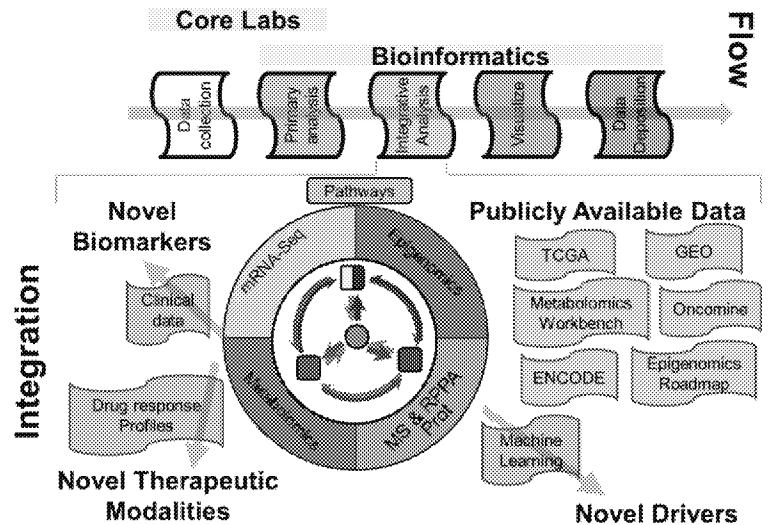 Core Labs
Flow
Bioinformatics
Data
collection
Primary
analysis
Integrative
Analysis
Visualize
Data
Deposition
Integration
Pathways
Novel
Biomarkers
Clinical
data
Drug response
Profiles
Novel Therapeutic
Modalities
mRNA-Seq
Epigenomics
Metabolomics
MS & RPPA
Prot
Publicly Available Data
TCGA
GEO
Metabolomics
Workbench
Oncomine
ENCODE
Epigenomics
Roadmap
Machine
Learning
Novel Drivers